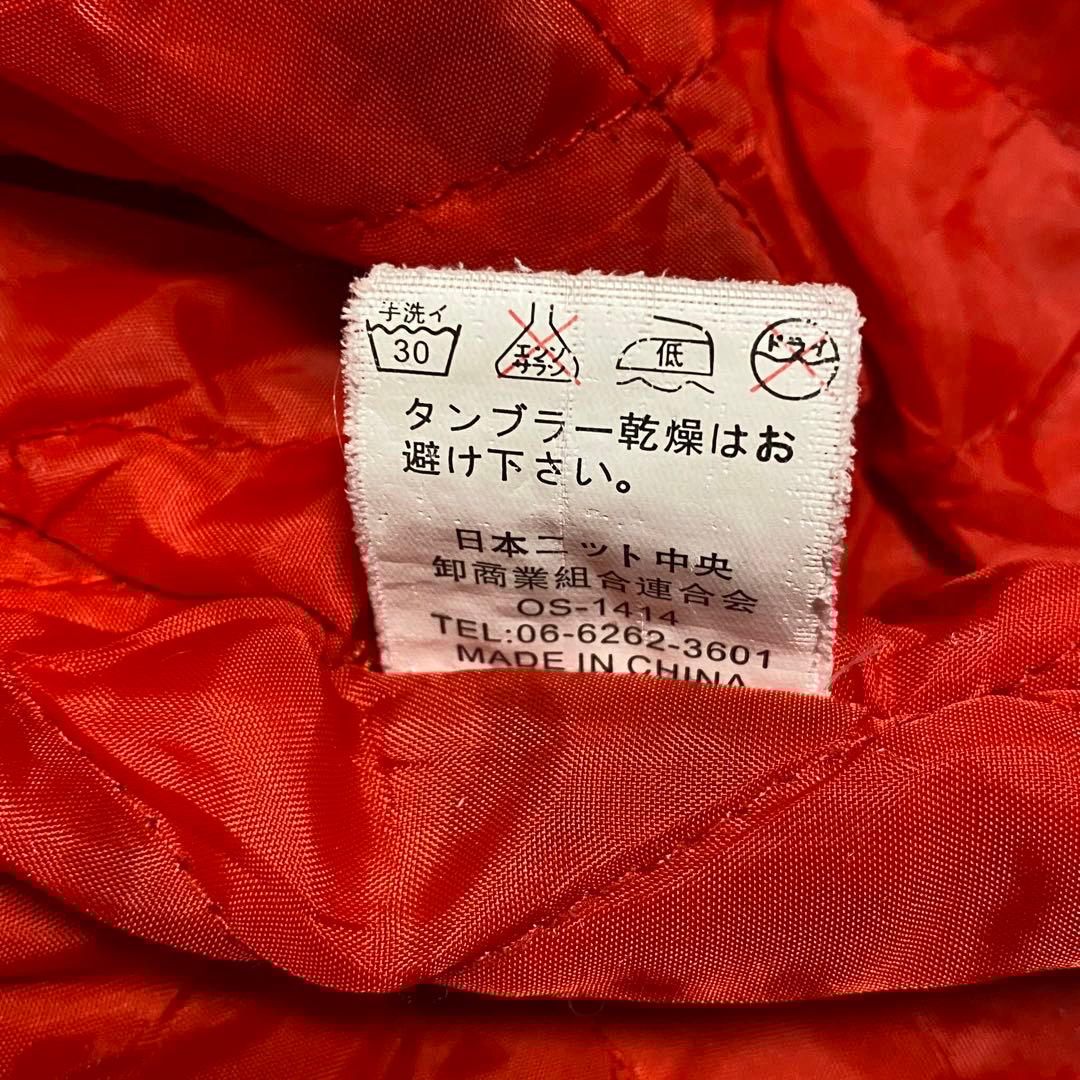 手洗イ
30
エンソ
サラシ
低
ドライ
タンブラー乾燥はお
避け下さい。
日本ニット中央
卸商業組合連合会
OS-1414
TEL:06-6262-3601
MADE IN CHINA